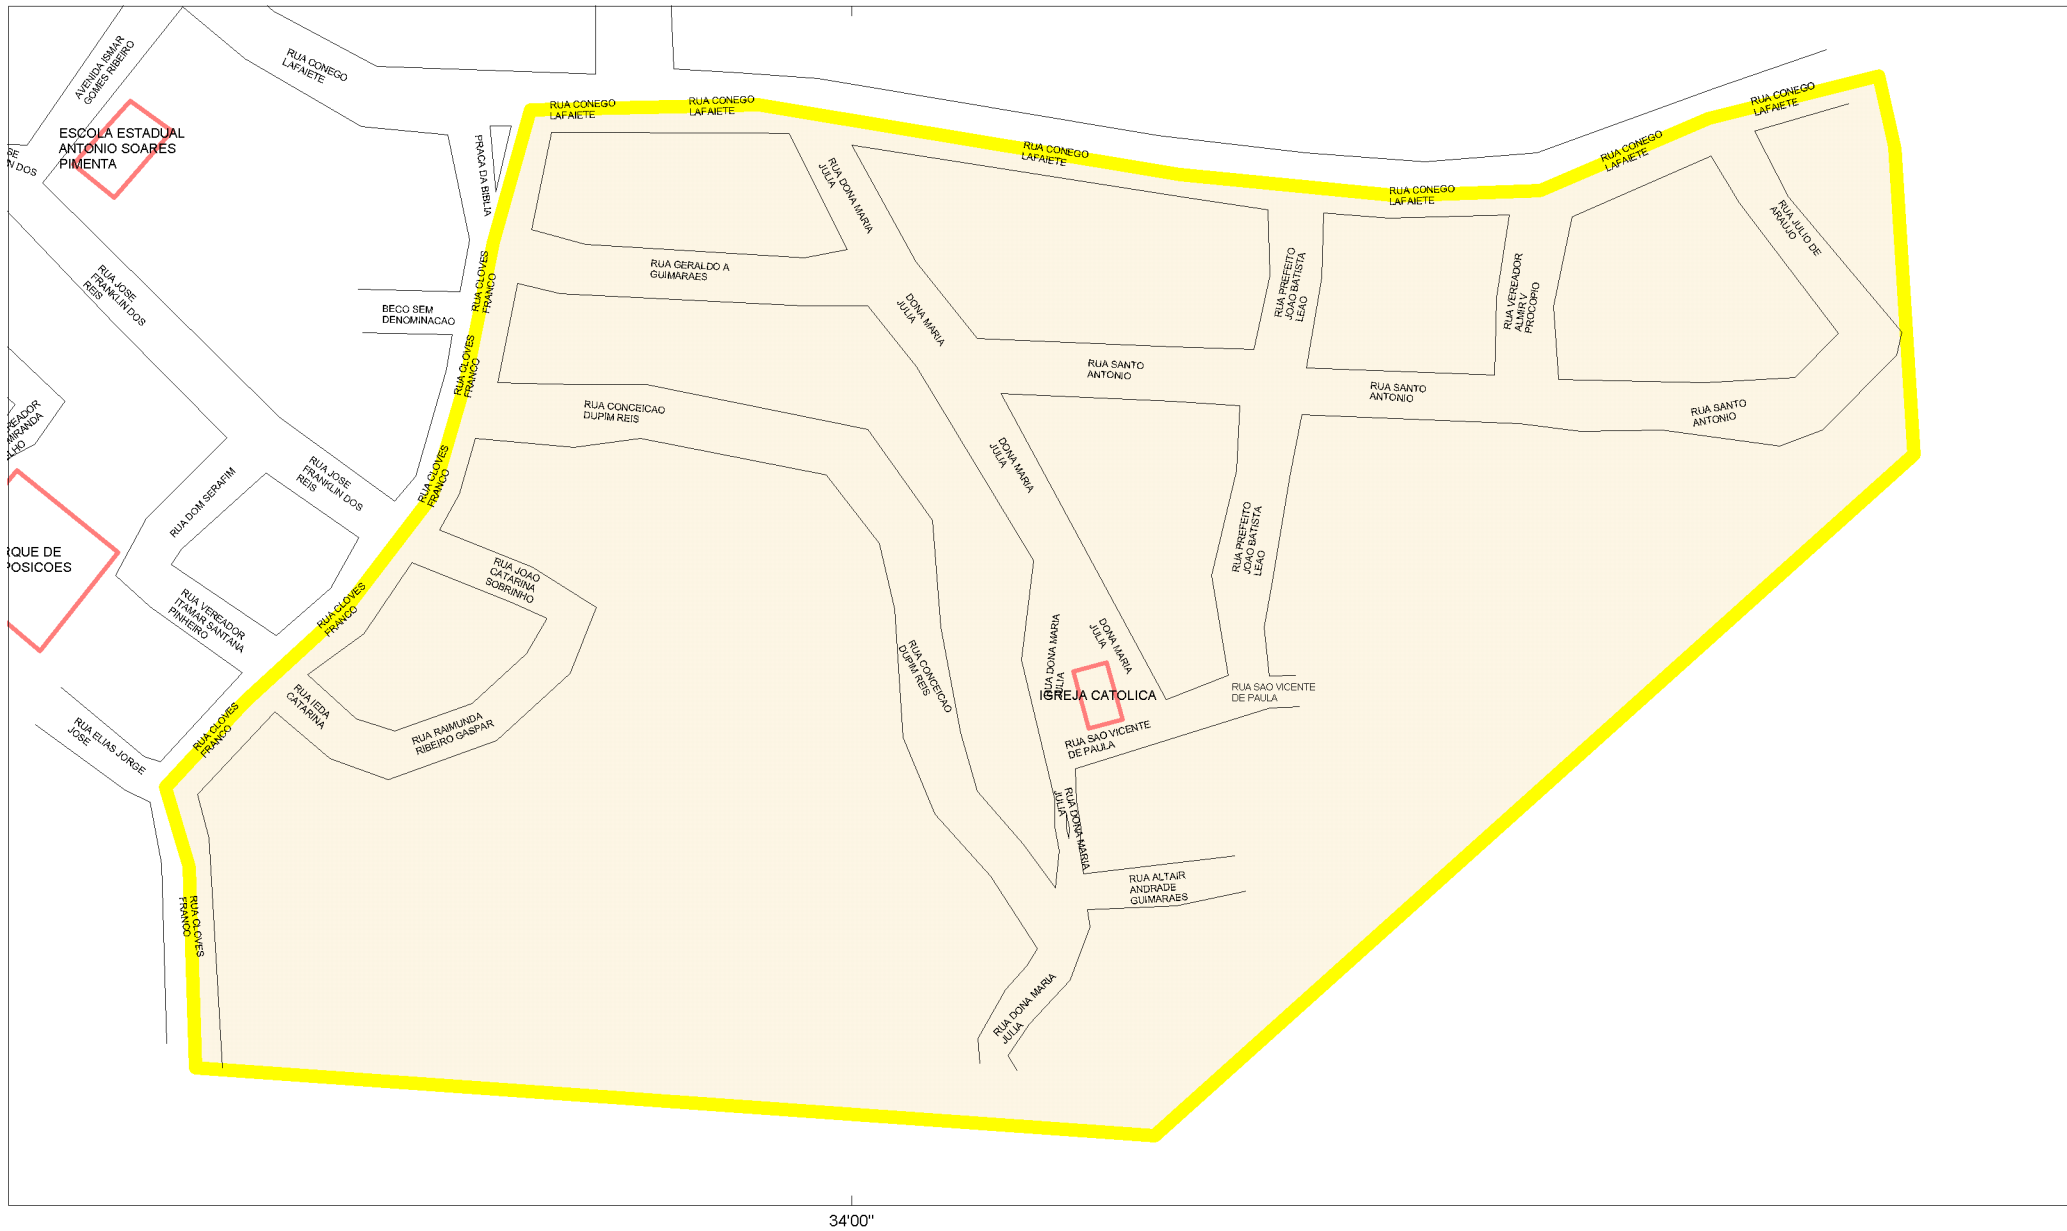 AVENIDA ISMAR
GOMES RIBEIRO
RUA CONEGO
LAFAIETE
RUA CONEGO
LAFAIETE
RUA CONEGO
LAFAIETE
RUA CONEGO
LAFAIETE
RUA CONEGO
LAFAIETE
RUA CONEGO
LAFAIETE
RUA CONEGO
LAFAIETE
ESCOLA ESTADUAL
ANTONIO SOARES
PIMENTA
SE
N DOS
PRACA DA BIBLIA
RUA DONA MARIA
JULIA
RUA JULIO DE
ARAUJO
RUA JOSE
FRANKLIN DOS
REIS
RUA CLOVES
FRANCO
RUA GERALDO A
GUIMARAES
RUA PREFEITO
JOAO BATISTA
LEAO
RUA VEREADOR
ALMIR V
PROCOPIO
BECO SEM
DENOMINACAO
DONA MARIA
JULIA
RUA CLOVES
FRANCO
RUA SANTO
ANTONIO
RUA SANTO
ANTONIO
RUA SANTO
ANTONIO
READOR
MIRANDA
ELHO
RUA CONCEICAO
DUPIM REIS
RUA JOSE
FRANKLIN DOS
REIS
RUA CLOVES
FRANCO
DONA MARIA
JULIA
RUA DOM SERAFIM
RUA PREFEITO
JOAO BATISTA
LEAO
RQUE DE
POSICOES
RUA JOAO
CATARINA
SOBRINHO
RUA VEREADOR
ITAMAR SANTANA
PINHEIRO
RUA CLOVES
FRANCO
RUA CONCEICAO
DUPIM REIS
RUA DONA MARIA
JULIA
DONA MARIA
JULIA
IGREJA CATOLICA
RUA SAO VICENTE
DE PAULA
RUA IEDA
CATARINA
RUA RAIMUNDA
RIBEIRO GASPAR
RUA CLOVES
FRANCO
RUA ELIAS JORGE
JOSE
RUA SAO VICENTE
DE PAULA
RUA DONA MARIA
JULIA
RUA ALTAIR
ANDRADE
GUIMARAES
RUA CLOVES
FRANCO
RUA DONA MARIA
JULIA
34'00"